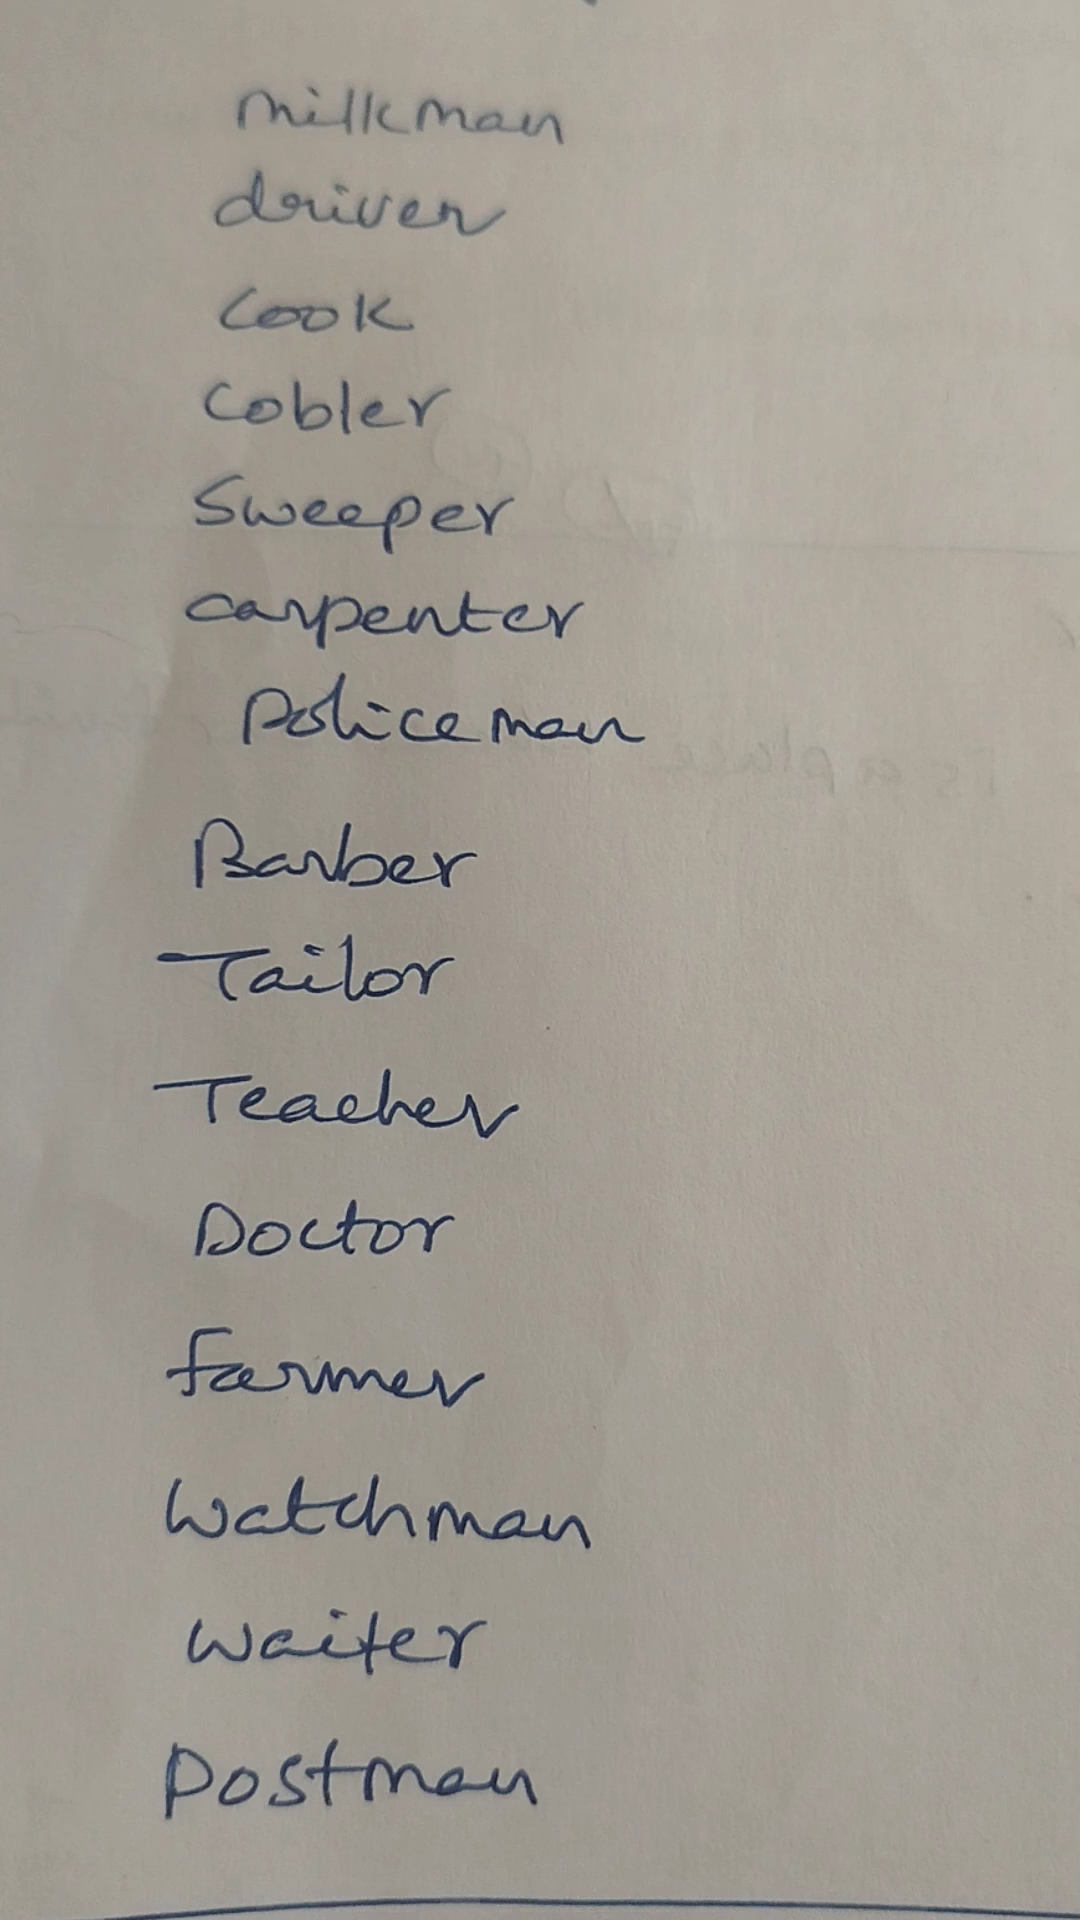 milkman
driver
Cook
Cobler
Sweeper
carpenter
Policeman
Barber
Tailor
Teacher
Doctor
farmer
Watchman
waiter
Postman